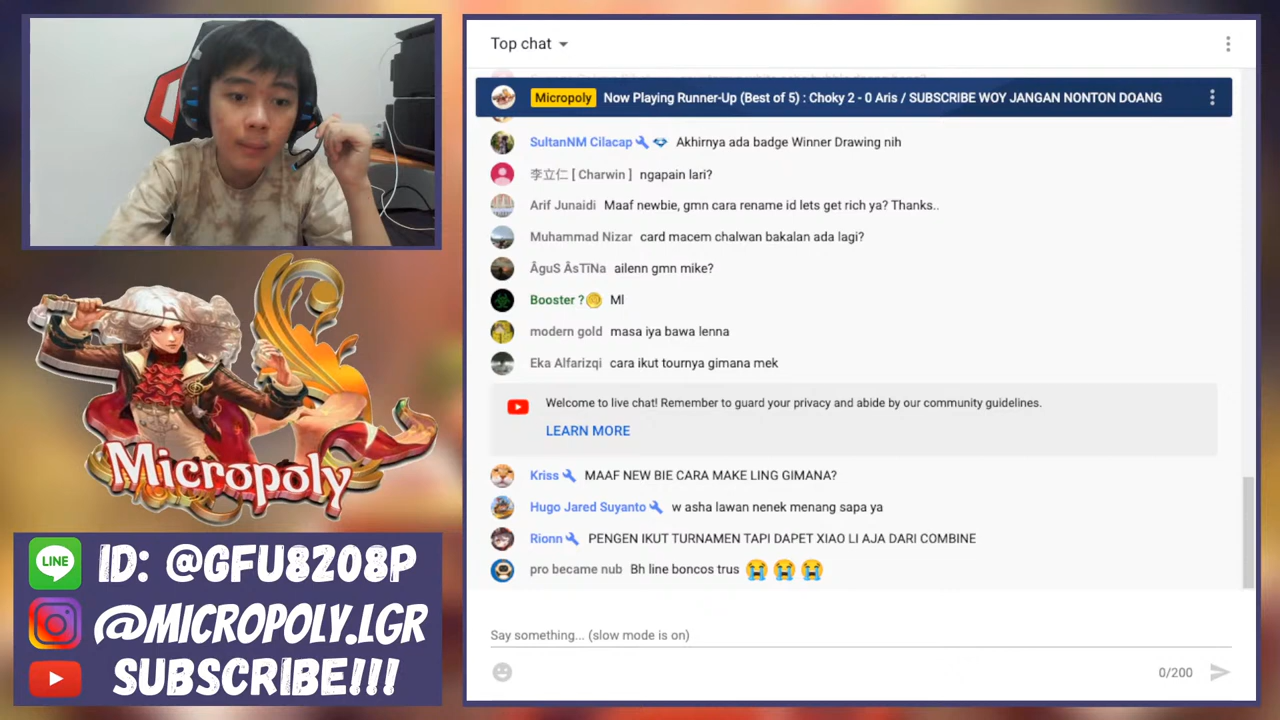 Top chat
Micropoly Now Playing Runner-Up (Best of 5) : Choky 2 - 0 Aris / SUBSCRIBE WOY JANGAN NONTON DOANG
SultanNM Cilacap Akhirnya ada badge Winner Drawing nih
李立仁 [ Charwin ] ngapain lari?
Arif Junaidi Maaf newbie, gmn cara rename id lets get rich ya? Thanks..
Muhammad Nizar card macem chalwan bakalan ada lagi?
ÂguS ÂsTïNa ailenn gmn mike?
Booster ? Ml
modern gold masa iya bawa lenna
Eka Alfarizqi cara ikut tournya gimana mek
Welcome to live chat! Remember to guard your privacy and abide by our community guidelines.
LEARN MORE
Kriss MAAF NEW BIE CARA MAKE LING GIMANA?
Hugo Jared Suyanto w asha lawan nenek menang sapa ya
Rionn PENGEN IKUT TURNAMEN TAPI DAPET XIAO LI AJA DARI COMBINE
pro became nub Bh line boncos trus 😭 😭 😭
Say something... (slow mode is on)
0/200
Micropoly
LINE ID: @GFU8208P
@MICROPOLY.LGR
SUBSCRIBE!!!